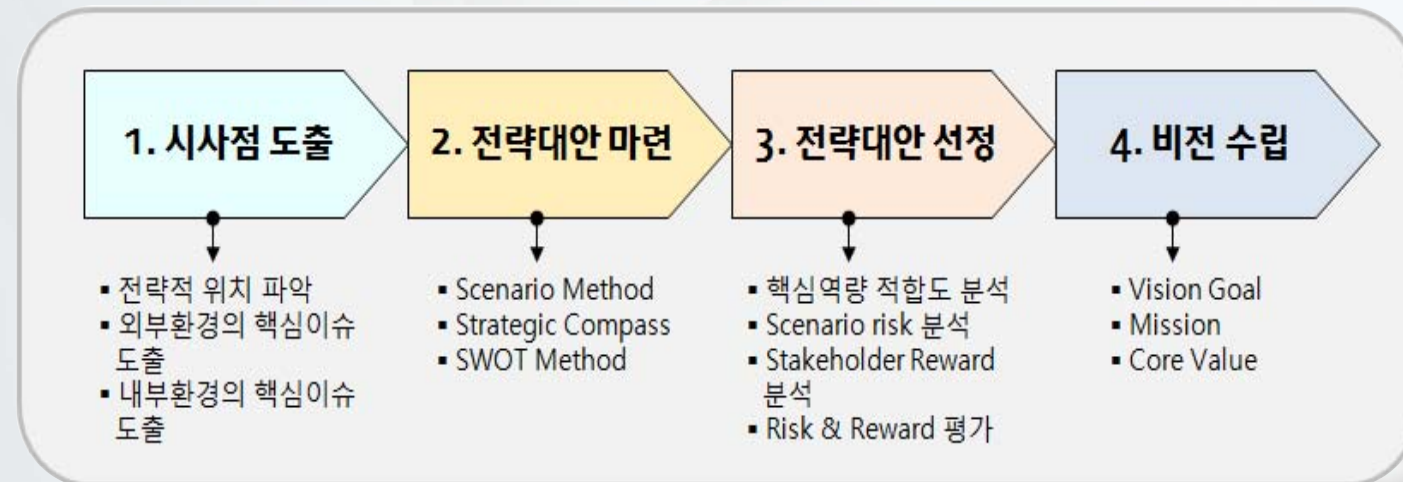 1. 시사점 도출
2. 전략대안 마련
3. 전략대안 선정
4. 비전 수립
▪ 전략적 위치 파악
▪ 외부환경의 핵심이슈
도출
▪ 내부환경의 핵심이슈
도출
▪ Scenario Method
▪ Strategic Compass
▪ SWOT Method
▪ 핵심역량 적합도 분석
▪ Scenario risk 분석
▪ Stakeholder Reward
분석
▪ Risk & Reward 평가
▪ Vision Goal
▪ Mission
▪ Core Value